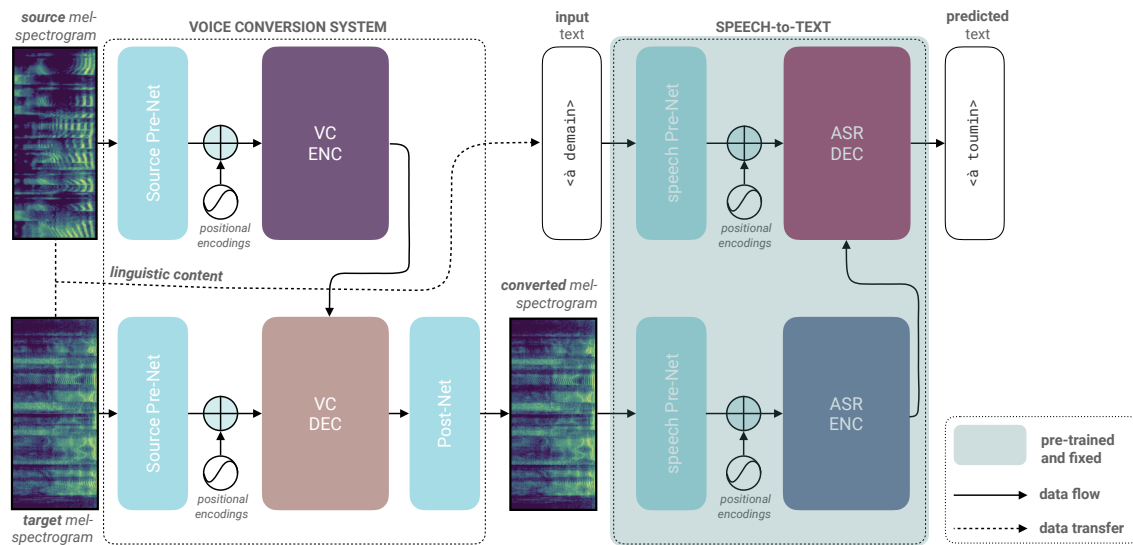 source mel-
spectrogram
VOICE CONVERSION SYSTEM
input
text
SPEECH-to-TEXT
predicted
text
Source Pre-Net
positional
encodings
VC
ENC
<à demain>
speech Pre-Net
positional
encodings
ASR
DEC
<à toumin>
linguistic content
converted mel-
spectrogram
Source Pre-Net
positional
encodings
VC
DEC
Post-Net
speech Pre-Net
positional
encodings
ASR
ENC
target mel-
spectrogram
pre-trained
and fixed
data flow
data transfer